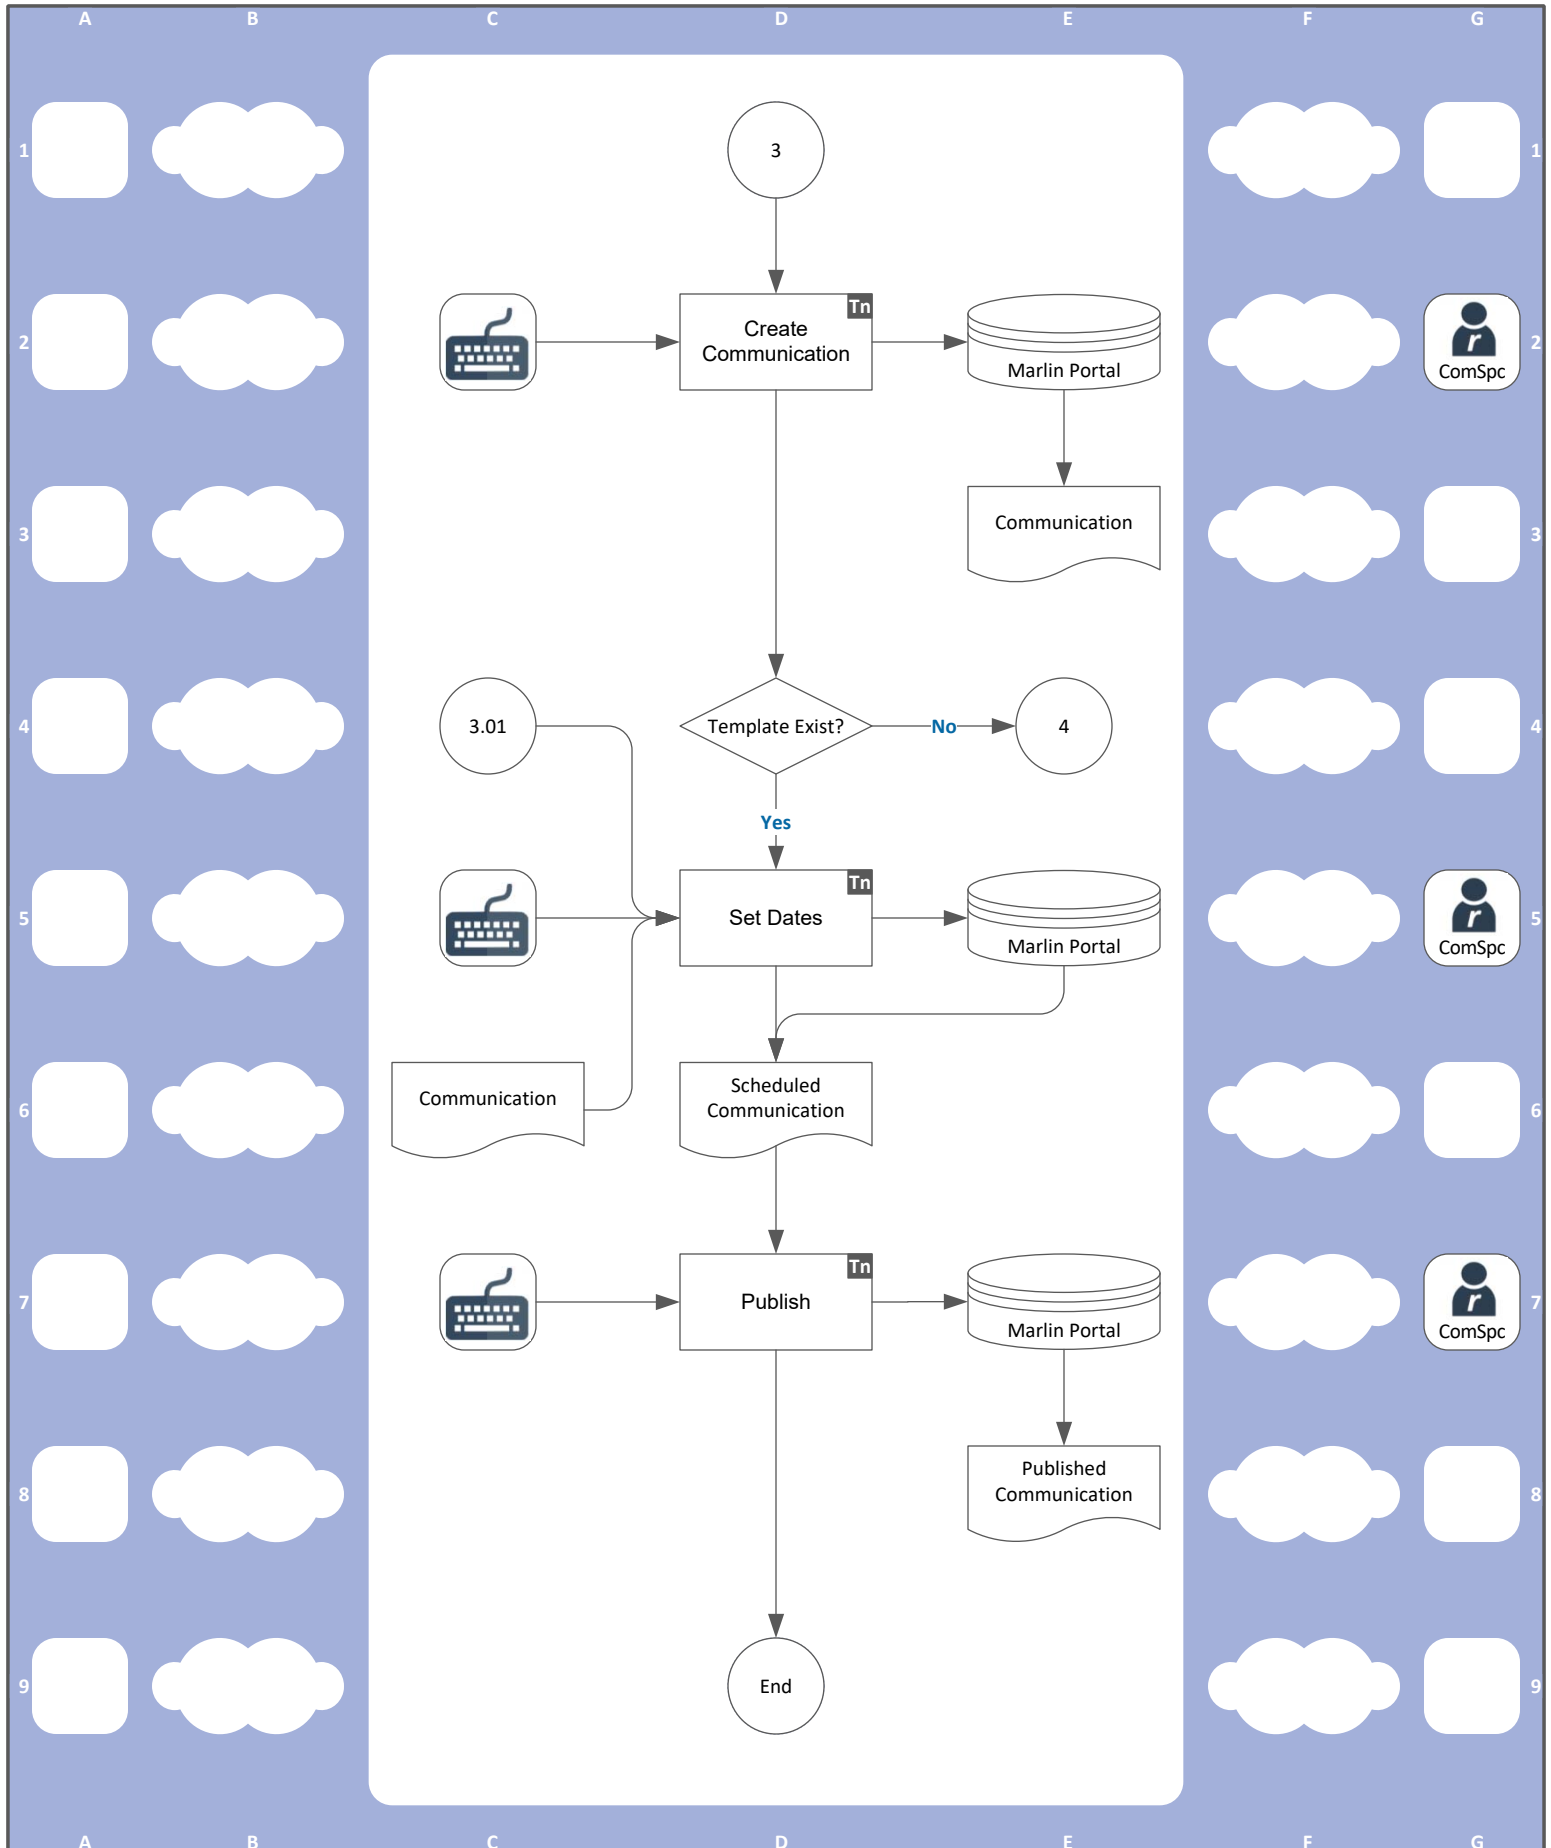 A B C D E F G
1 3 1
Tn
2 Create Communication Marlin Portal ComSpc 2
3 Communication 3
4 3.01 Template Exist? No 4 4
Yes
Tn
5 Set Dates Marlin Portal ComSpc 5
Scheduled
6 Communication Communication 6
Tn
7 Publish Marlin Portal ComSpc 7
Published
8 Communication 8
9 End 9
A B C D E F G